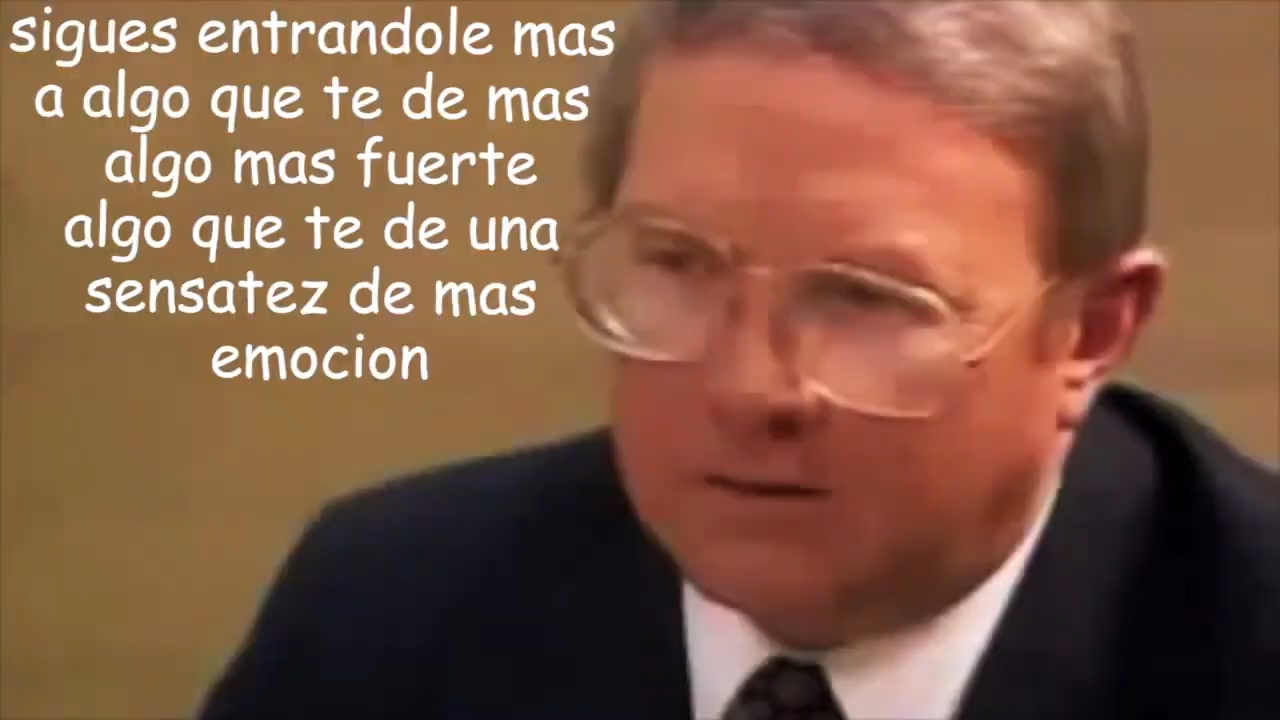 sigues entrandole mas
a algo que te de mas
algo mas fuerte
algo que te de una
sensatez de mas
emocion